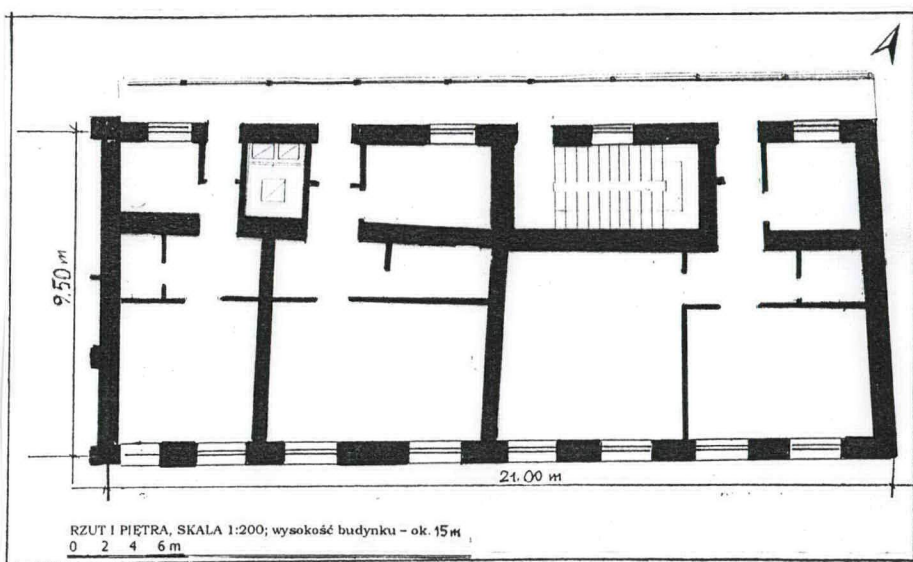 9.50 m
21.00 m
RZUT I PIĘTRA, SKALA 1:200; wysokość budynku – ok. 15 m
0 2 4 6 m